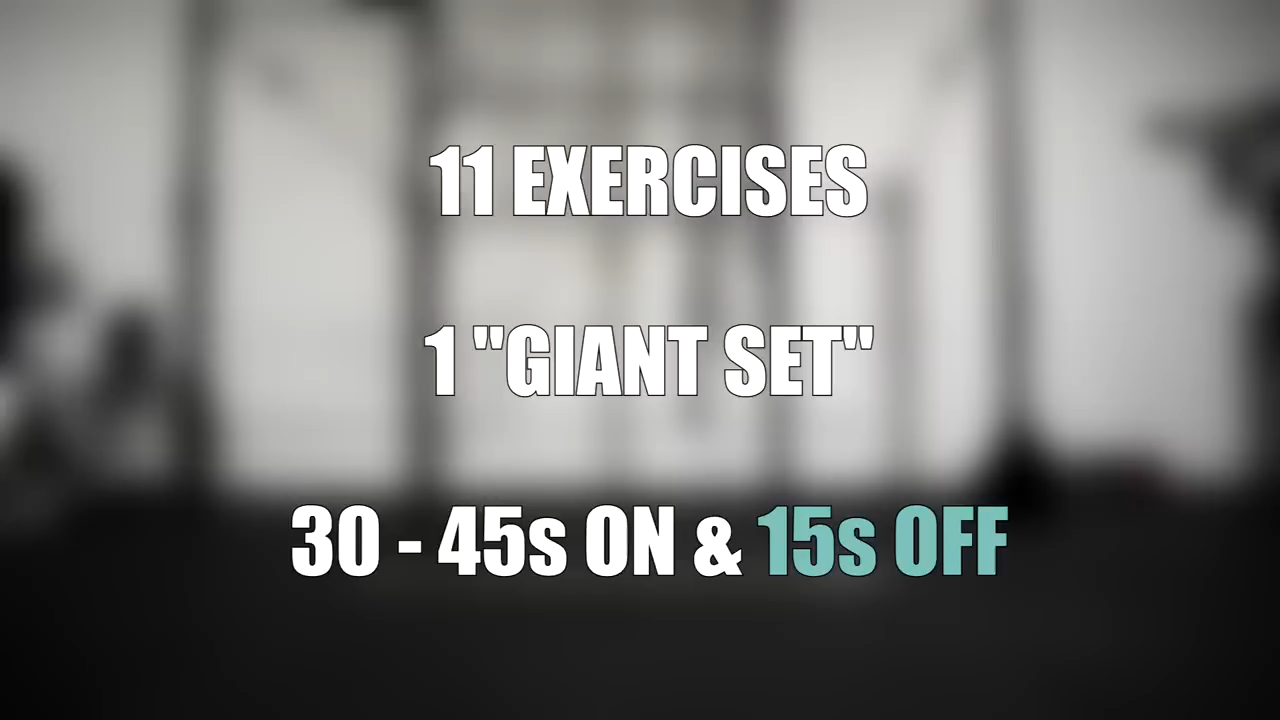 11 EXERCISES
1 "GIANT SET"
30 - 45s ON & 15s OFF